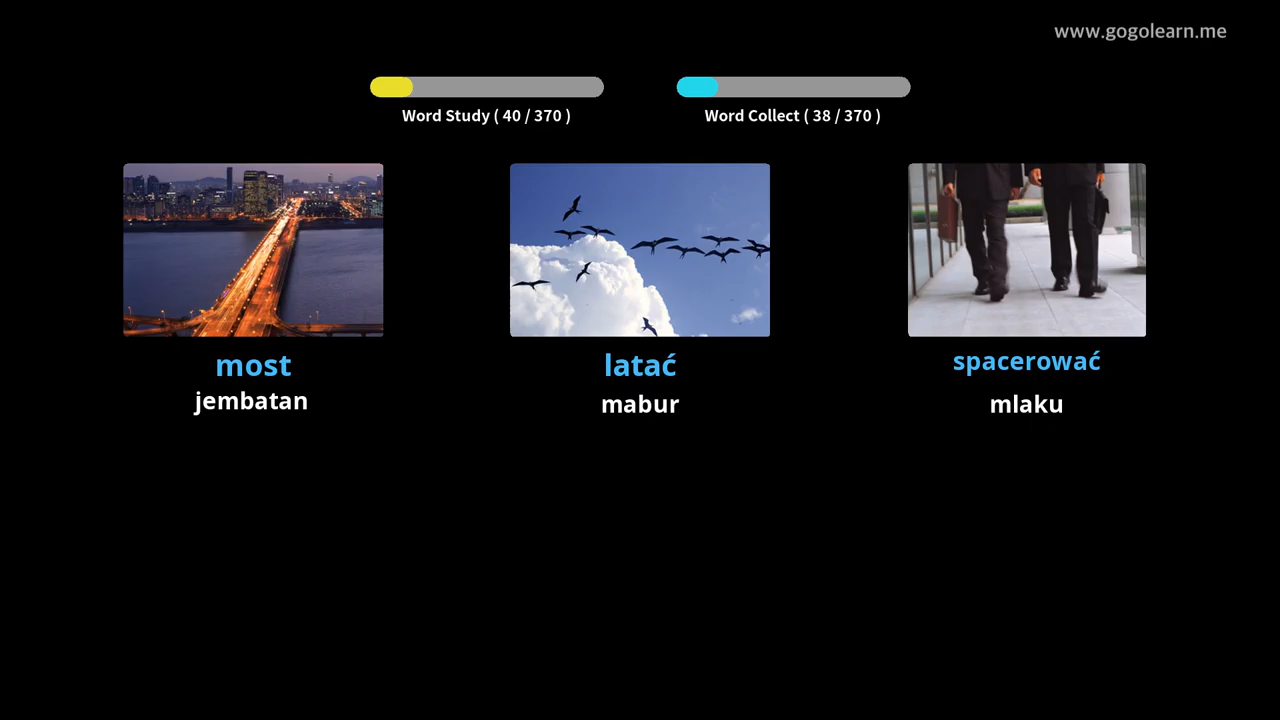 www.gogolearn.me
Word Study ( 40 / 370 )
Word Collect ( 38 / 370 )
most
jembatan
latać
mabur
spacerować
mlaku